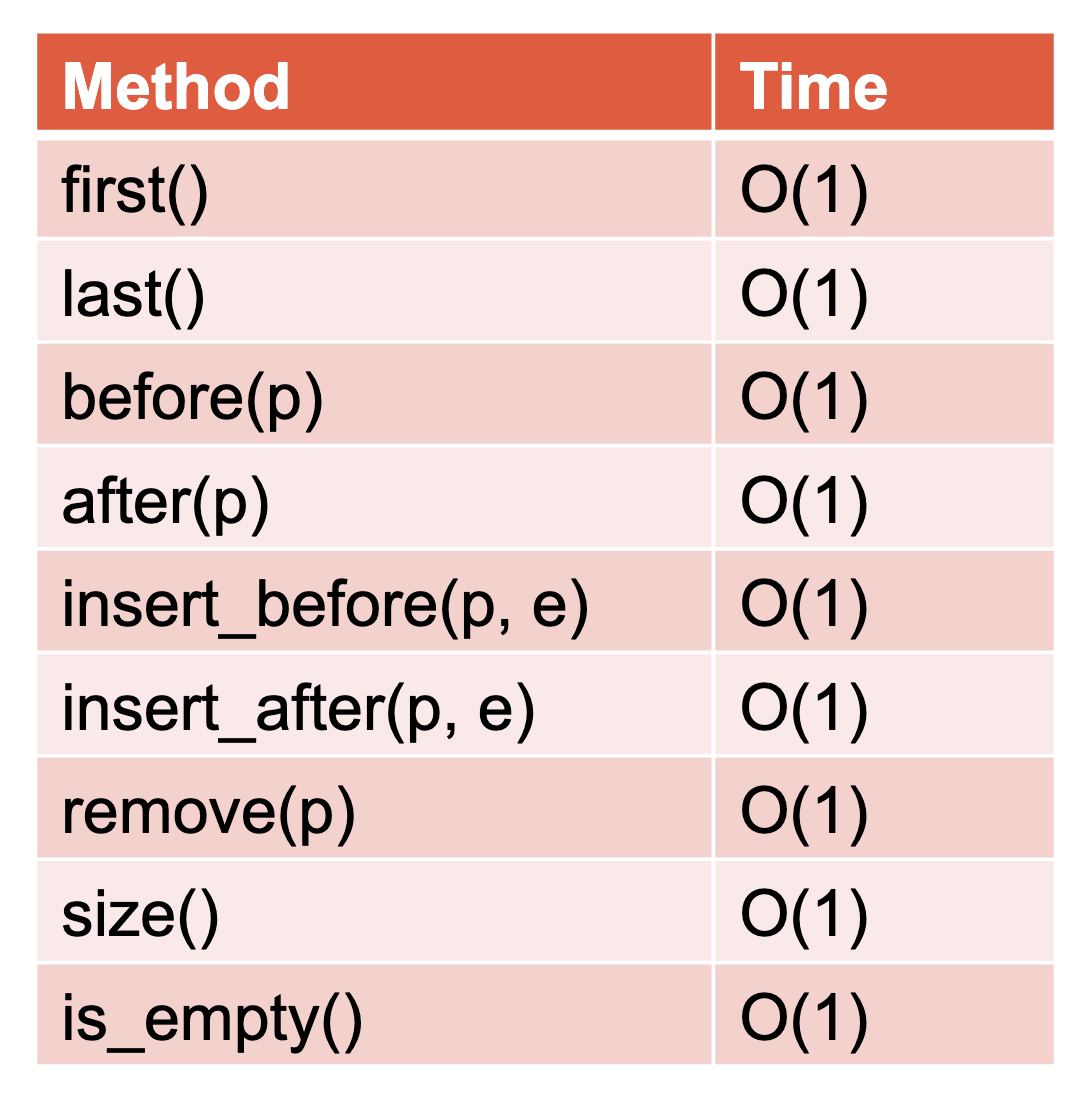 Method Time
first() O(1)
last() O(1)
before(p) O(1)
after(p) O(1)
insert_before(p, e) O(1)
insert_after(p, e) O(1)
remove(p) O(1)
size() O(1)
is_empty() O(1)